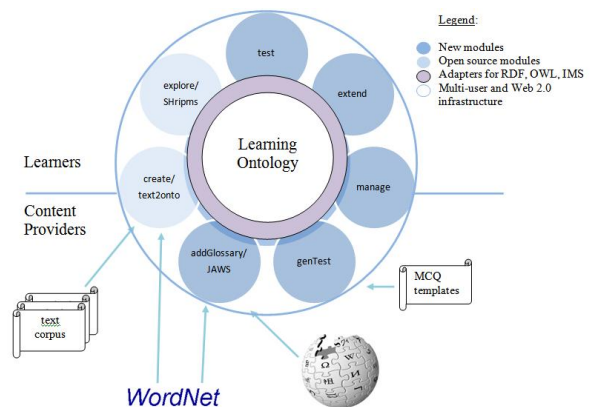 Legend:
New modules
Open source modules
Adapters for RDF, OWL, IMS
Multi-user and Web 2.0
infrastructure
test
explore/
SHripms
extend
Learning
Ontology
Learners
create/
text2onto
manage
Content
Providers
addGlossary/
JAWS
genTest
MCQ
templates
text
corpus
WordNet
Ω
W
И